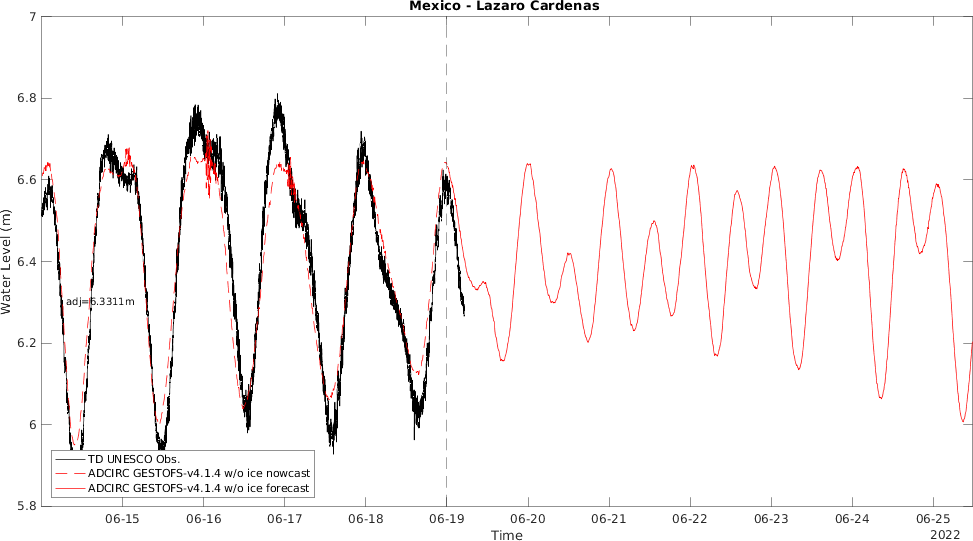 Mexico - Lazaro Cardenas
7
6.8
6.6
6.4
6.2
6
5.8
Water Level (m)
adj=6.3311m
TD UNESCO Obs.
ADCIRC GESTOFS-v4.1.4 w/o ice nowcast
ADCIRC GESTOFS-v4.1.4 w/o ice forecast
06-15 06-16 06-17 06-18 06-19 06-20 06-21 06-22 06-23 06-24 06-25
2022
Time